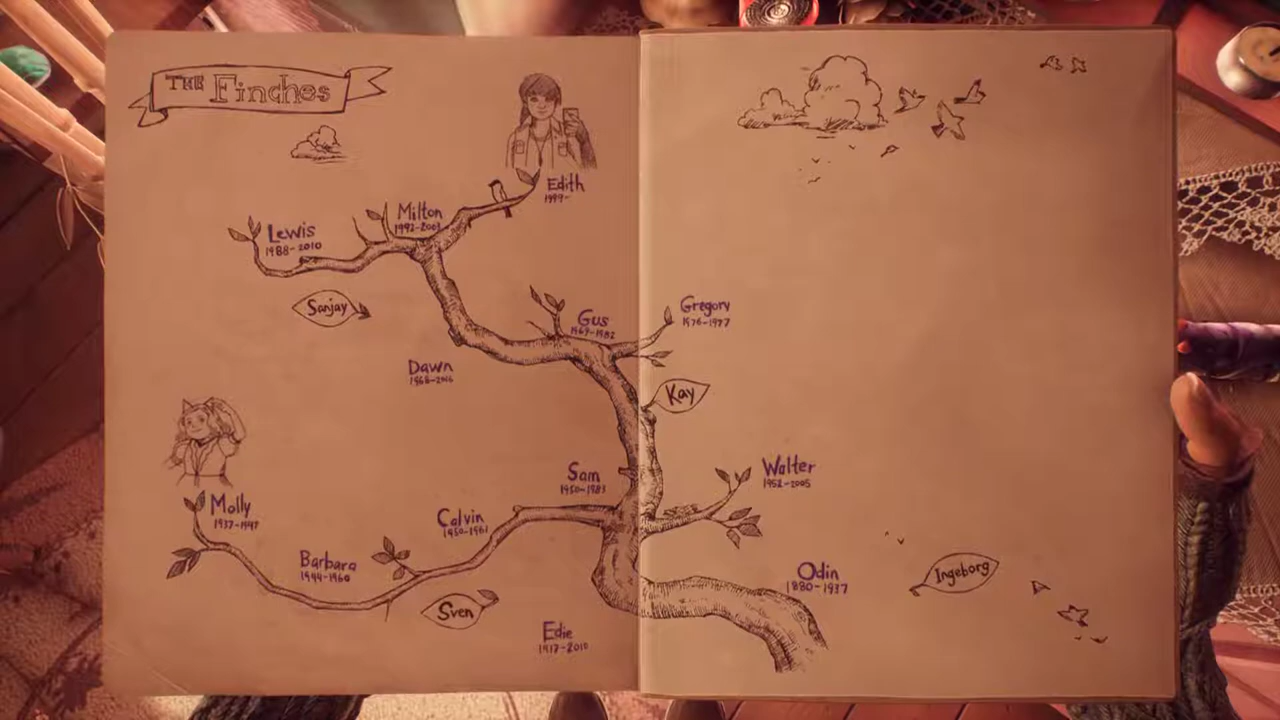 THE Finches
Edith
1999-
Milton
1992-2003
Lewis
1988-2010
Sanjay
Gus
1969-1982
Gregory
1976-1977
Dawn
1968-2016
Kay
Sam
1950-1983
Walter
1952-2005
Molly
1937-1947
Calvin
1950-1961
Barbara
1944-1960
Sven
Odin
1880-1937
Ingeborg
Edie
1917-2010